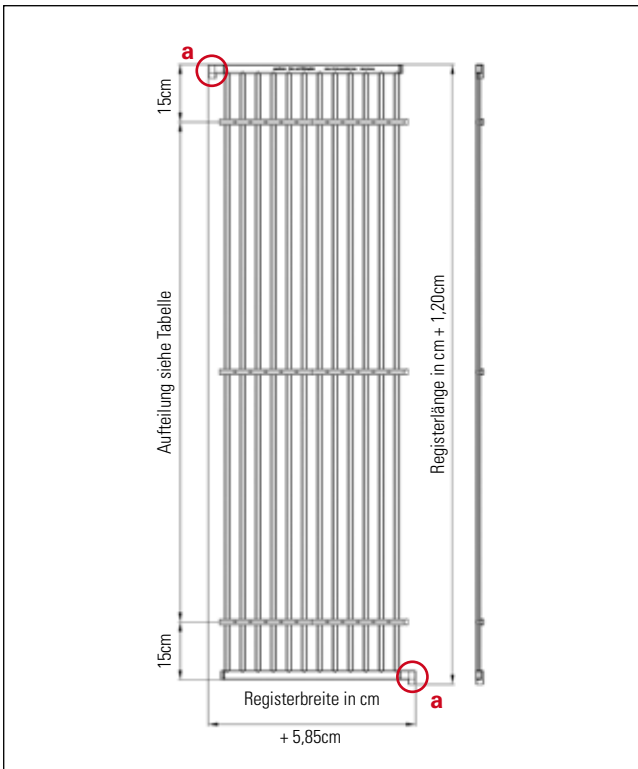 a
15cm
Aufteilung siehe Tabelle
Registerlänge in cm + 1,20cm
15cm
a
Registerbreite in cm
+ 5,85cm